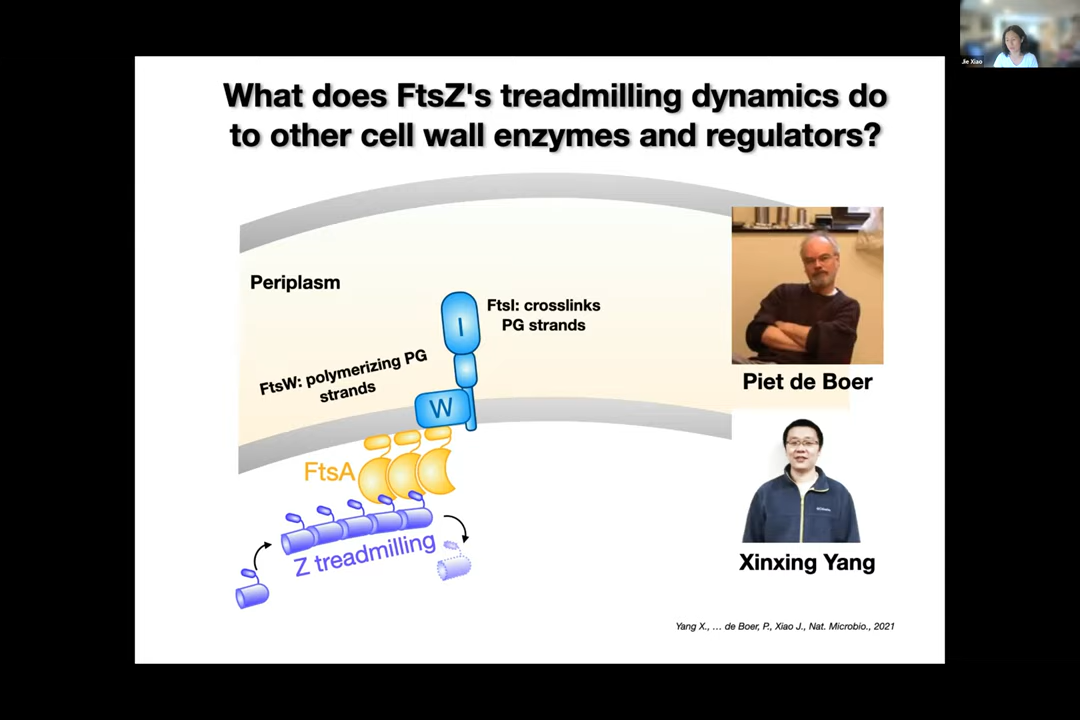 What does FtsZ's treadmilling dynamics do
to other cell wall enzymes and regulators?
Jie Xiao
Periplasm
I
FtsI: crosslinks
PG strands
FtsW: polymerizing PG
strands
W
FtsA
Z treadmilling
Piet de Boer
Xinxing Yang
Yang X., ... de Boer, P., Xiao J., Nat. Microbio., 2021